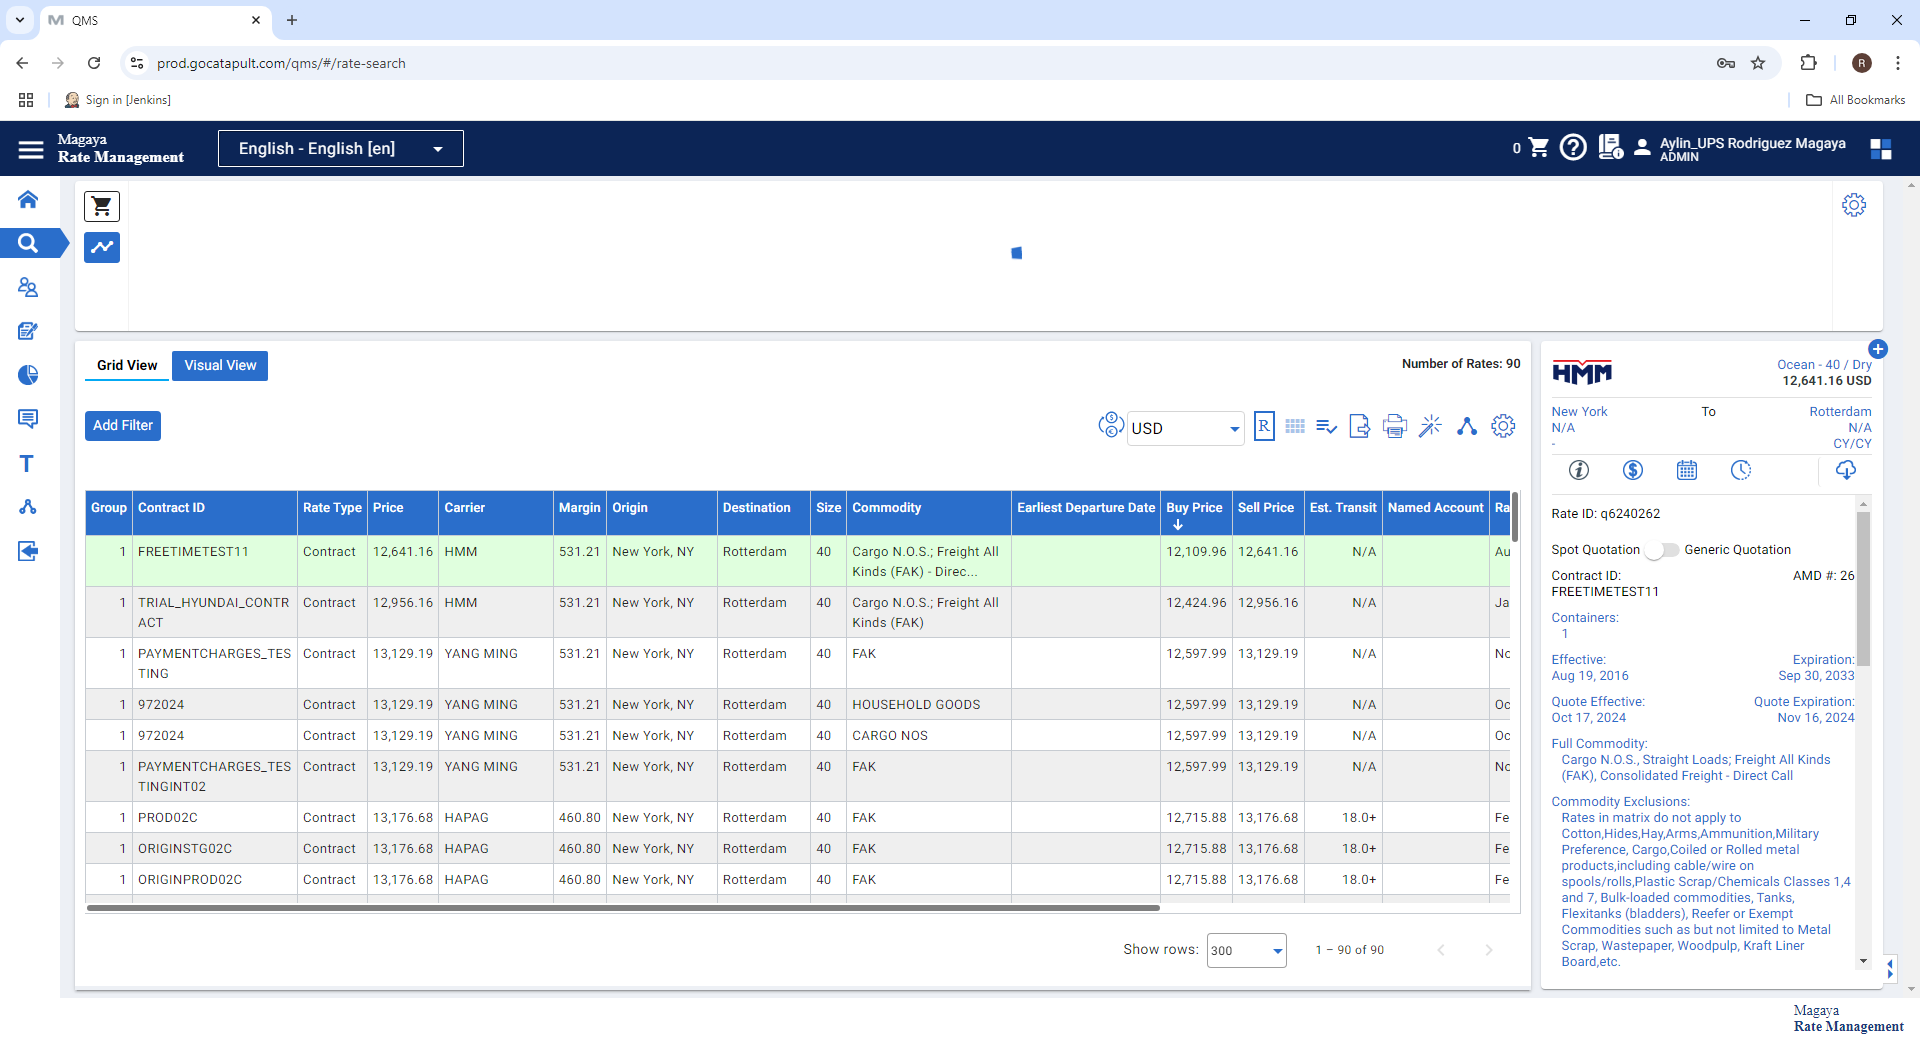 QMS
prod.gocatapult.com/qms/#/rate-search
R
Sign in [Jenkins]
All Bookmarks
Magaya
Rate Management
English - English [en]
0
Aylin_UPS Rodriguez Magaya
ADMIN
Grid View
Visual View
Number of Rates: 90
Add Filter
USD
R
Group Contract ID Rate Type Price Carrier Margin Origin Destination Size Commodity Earliest Departure Date Buy Price Sell Price Est. Transit Named Account Ra
1 FREETIMETEST11 Contract 12,641.16 HMM 531.21 New York, NY Rotterdam 40 Cargo N.O.S.; Freight All 12,109.96 12,641.16 N/A Au
Kinds (FAK) - Direc...
1 TRIAL_HYUNDAI_CONTR Contract 12,956.16 HMM 531.21 New York, NY Rotterdam 40 Cargo N.O.S.; Freight All 12,424.96 12,956.16 N/A Ja
ACT Kinds (FAK)
1 PAYMENTCHARGES_TES Contract 13,129.19 YANG MING 531.21 New York, NY Rotterdam 40 FAK 12,597.99 13,129.19 N/A No
TING
1 972024 Contract 13,129.19 YANG MING 531.21 New York, NY Rotterdam 40 HOUSEHOLD GOODS 12,597.99 13,129.19 N/A Oc
1 972024 Contract 13,129.19 YANG MING 531.21 New York, NY Rotterdam 40 CARGO NOS 12,597.99 13,129.19 N/A Oc
1 PAYMENTCHARGES_TES Contract 13,129.19 YANG MING 531.21 New York, NY Rotterdam 40 FAK 12,597.99 13,129.19 N/A No
TINGINT02
1 PROD02C Contract 13,176.68 HAPAG 460.80 New York, NY Rotterdam 40 FAK 12,715.88 13,176.68 18.0+ Fe
1 ORIGINSTG02C Contract 13,176.68 HAPAG 460.80 New York, NY Rotterdam 40 FAK 12,715.88 13,176.68 18.0+ Fe
1 ORIGINPROD02C Contract 13,176.68 HAPAG 460.80 New York, NY Rotterdam 40 FAK 12,715.88 13,176.68 18.0+ Fe
Show rows: 300 1 – 90 of 90
HMM
Ocean - 40 / Dry
12,641.16 USD
New York To Rotterdam
N/A N/A
- CY/CY
Rate ID: q6240262
Spot Quotation Generic Quotation
Contract ID: AMD #: 26
FREETIMETEST11
Containers:
1
Effective: Expiration:
Aug 19, 2016 Sep 30, 2033
Quote Effective: Quote Expiration:
Oct 17, 2024 Nov 16, 2024
Full Commodity:
Cargo N.O.S., Straight Loads; Freight All Kinds
(FAK), Consolidated Freight - Direct Call
Commodity Exclusions:
Rates in matrix do not apply to
Cotton,Hides,Hay,Arms,Ammunition,Military
Preference, Cargo,Coiled or Rolled metal
products,including cable/wire on
spools/rolls,Plastic Scrap/Chemicals Classes 1,4
and 7, Bulk-loaded commodities, Tanks,
Flexitanks (bladders), Reefer or Exempt
Commodities such as but not limited to Metal
Scrap, Wastepaper, Woodpulp, Kraft Liner
Board,etc.
Magaya
Rate Management